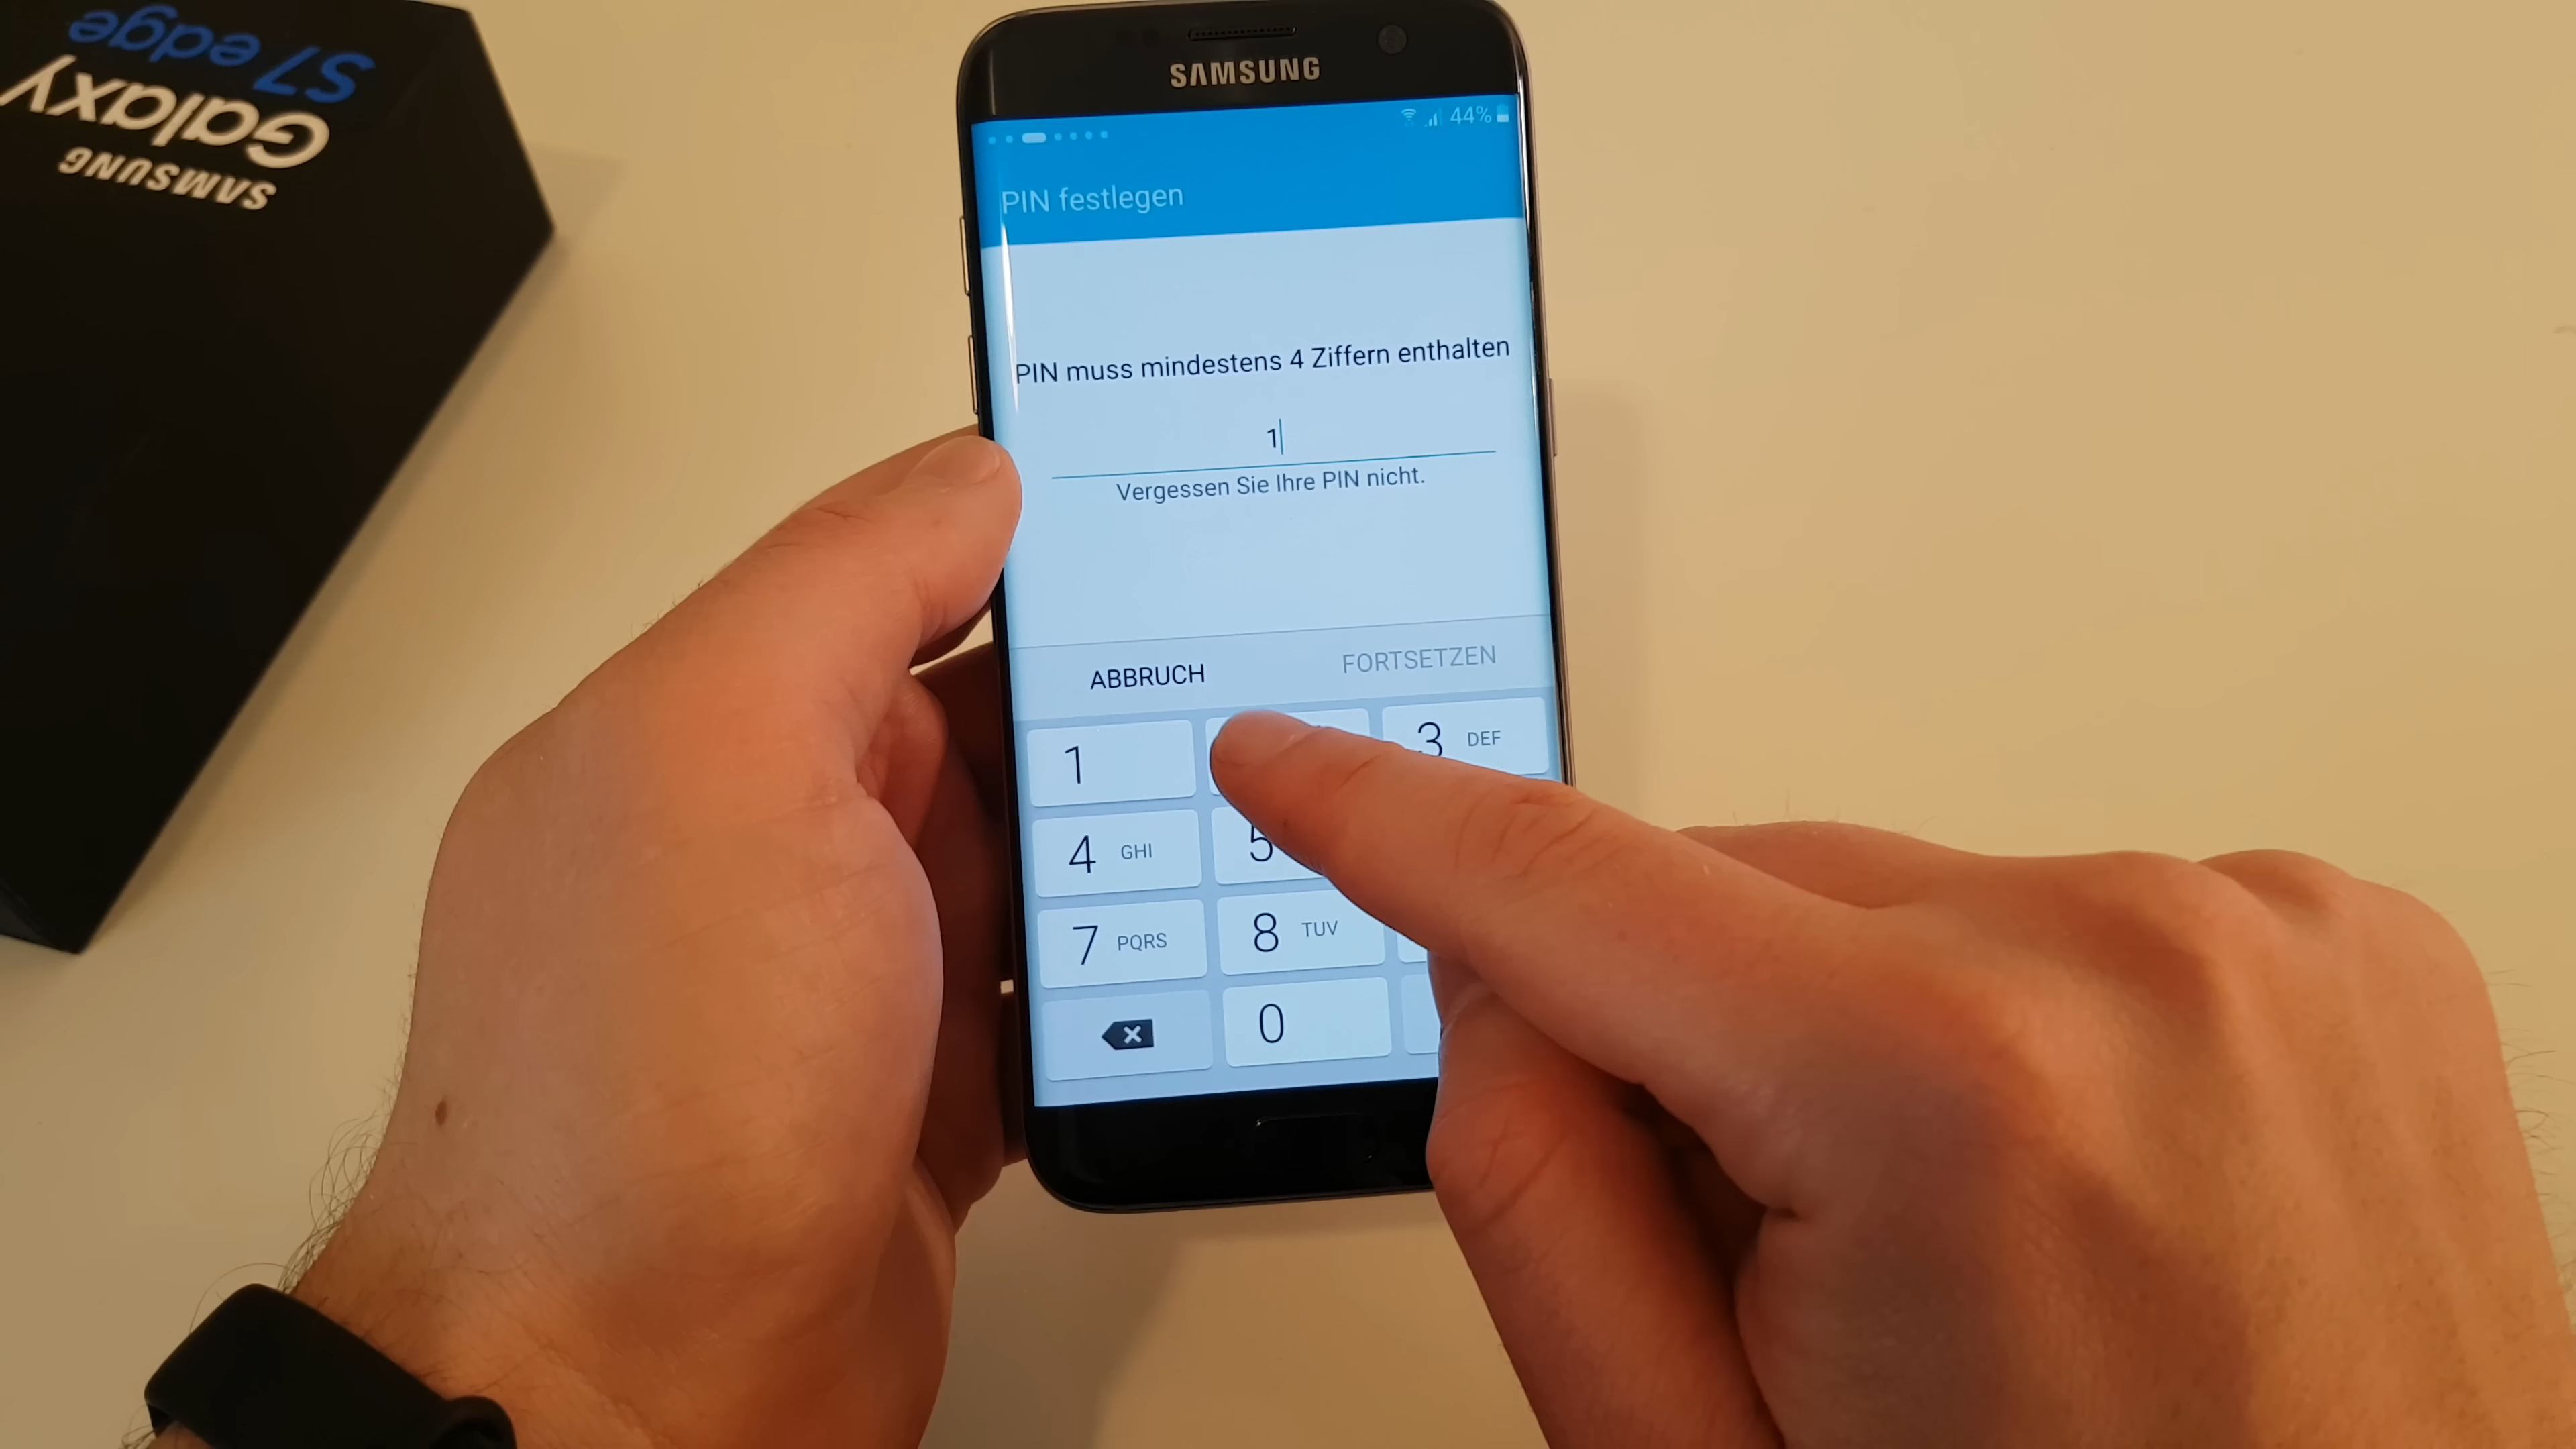 SAMSUNG
Galaxy
S7 edge
SAMSUNG
44%
PIN festlegen
PIN muss mindestens 4 Ziffern enthalten
1
Vergessen Sie Ihre PIN nicht.
ABBRUCH
FORTSETZEN
1
3 DEF
4 GHI
5
7 PQRS
8 TUV
0